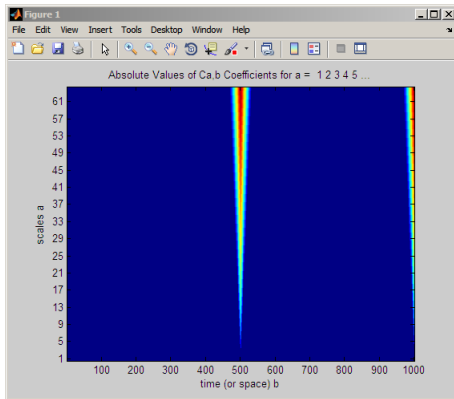 Figure 1
File Edit View Insert Tools Desktop Window Help
Absolute Values of Ca,b Coefficients for a = 1 2 3 4 5 ...
scales a
61
57
53
49
45
41
37
33
29
25
21
17
13
9
5
1
100 200 300 400 500 600 700 800 900 1000
time (or space) b